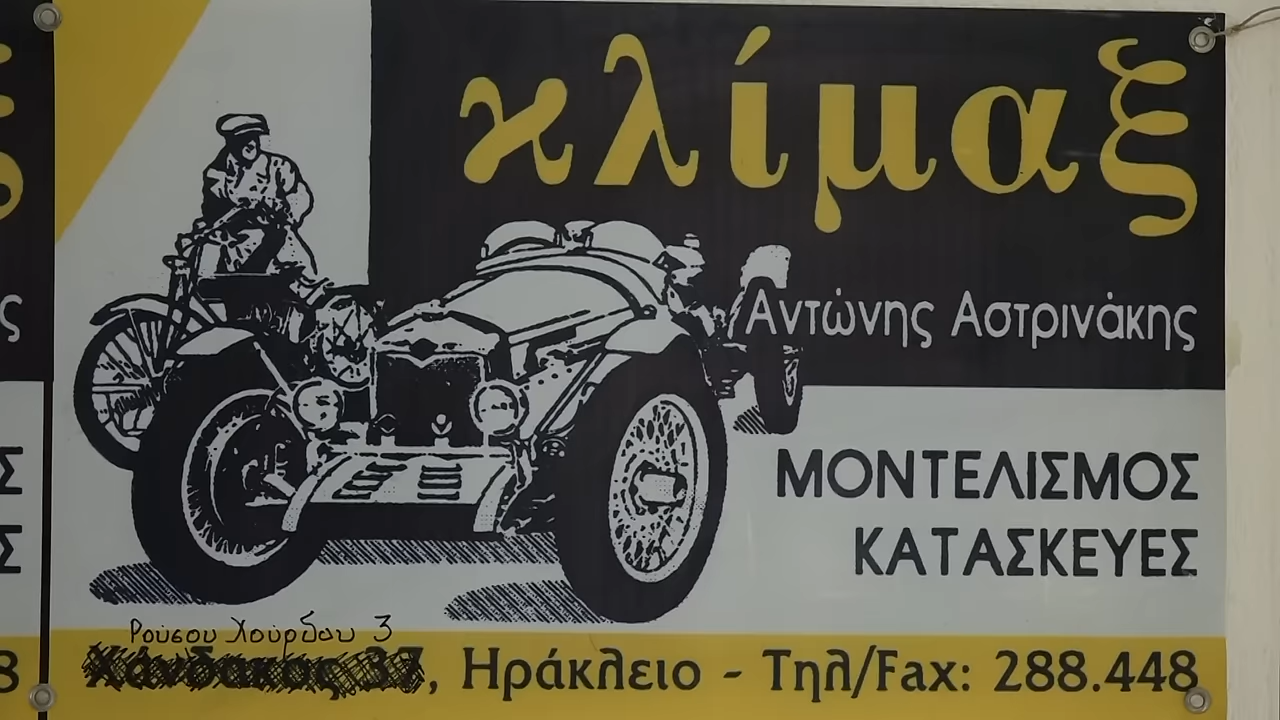 κλίμαξ
Αντώνης Αστρινάκης
ΜΟΝΤΕΛΙΣΜΟΣ
ΚΑΤΑΣΚΕΥΕΣ
Ρούσου Χούρδου 3
Χάνδακος 37, Ηράκλειο - Τηλ/Fax: 288.448